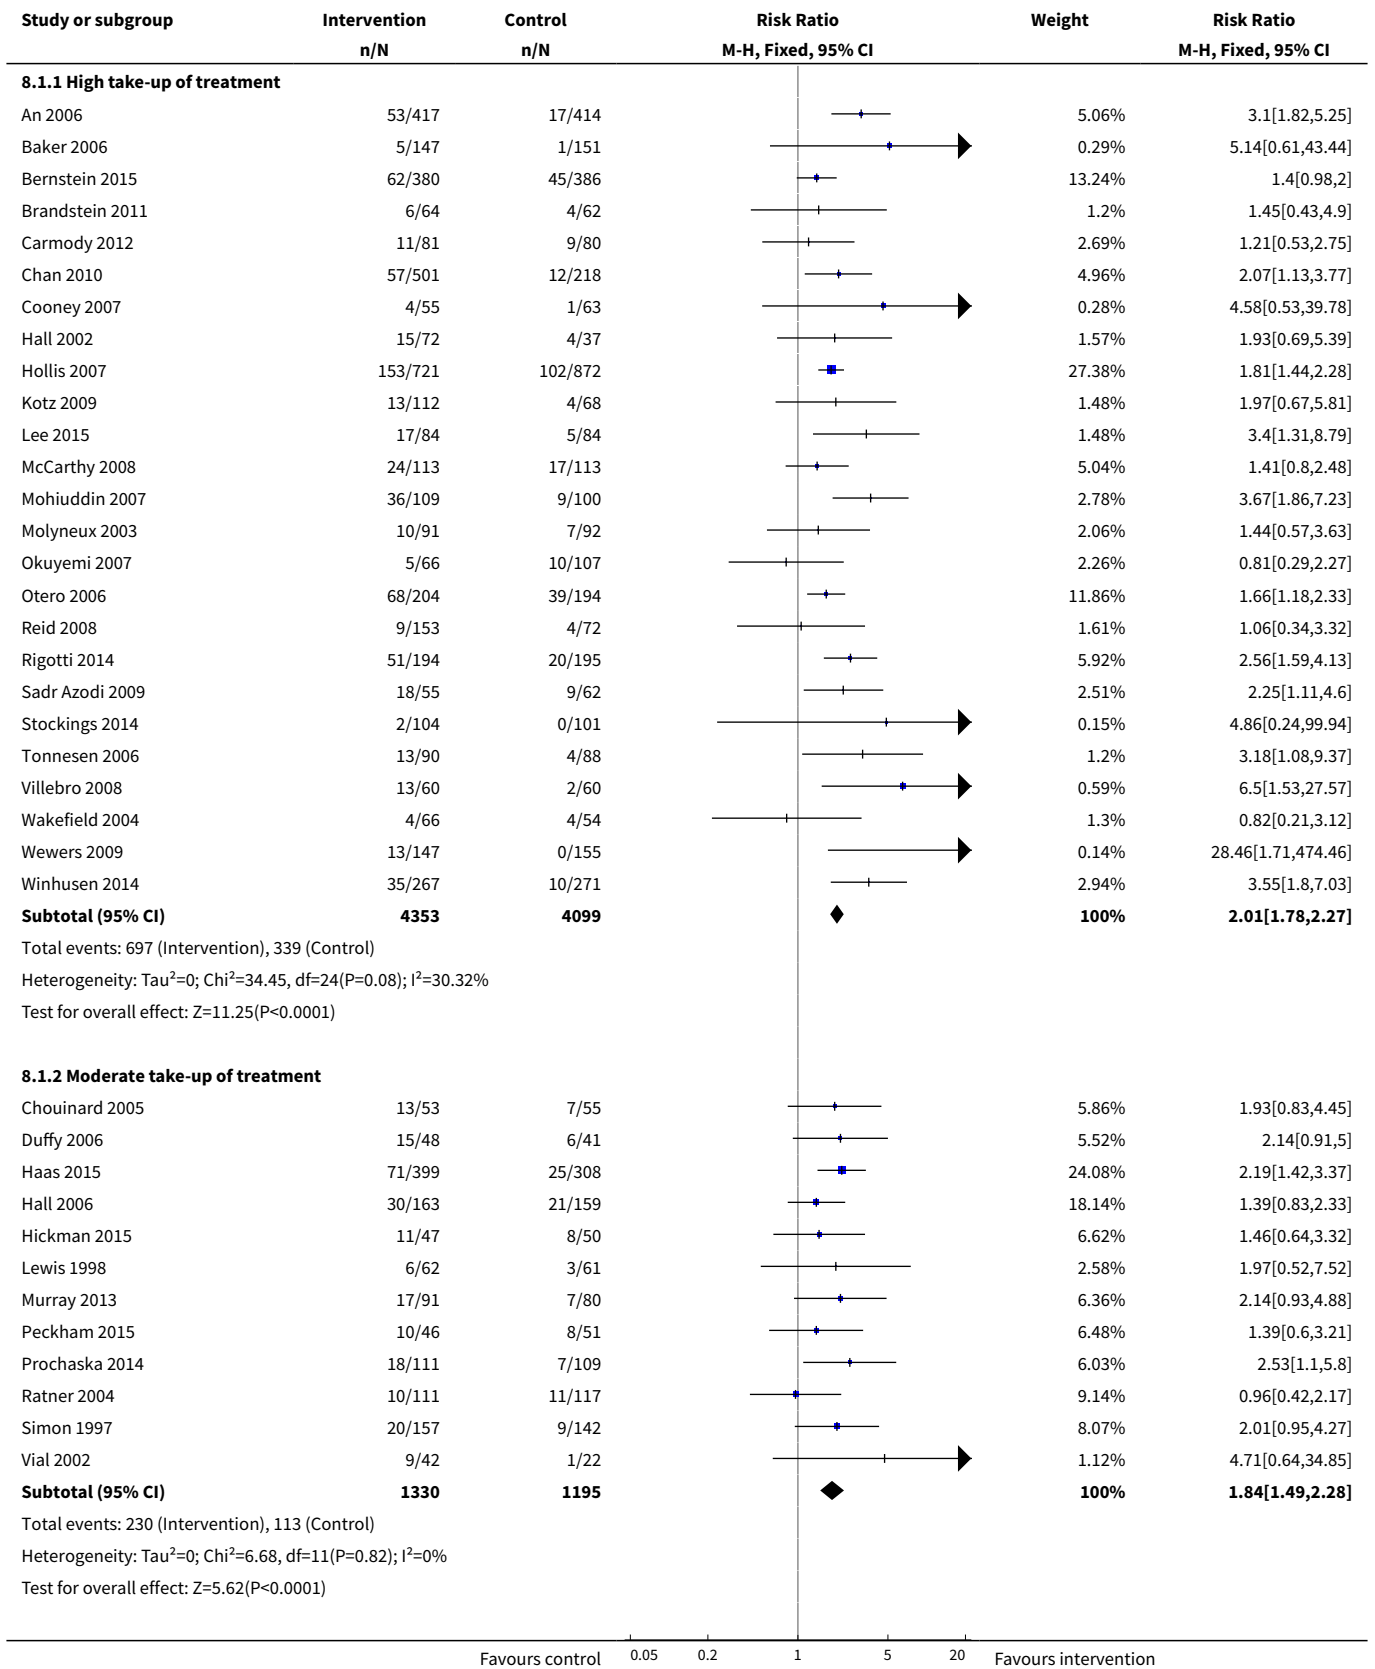 Study or subgroup Intervention Control Risk Ratio Weight Risk Ratio
n/N n/N M-H, Fixed, 95% CI M-H, Fixed, 95% CI
8.1.1 High take-up of treatment
An 2006 53/417 17/414 5.06% 3.1[1.82,5.25]
Baker 2006 5/147 1/151 0.29% 5.14[0.61,43.44]
Bernstein 2015 62/380 45/386 13.24% 1.4[0.98,2]
Brandstein 2011 6/64 4/62 1.2% 1.45[0.43,4.9]
Carmody 2012 11/81 9/80 2.69% 1.21[0.53,2.75]
Chan 2010 57/501 12/218 4.96% 2.07[1.13,3.77]
Cooney 2007 4/55 1/63 0.28% 4.58[0.53,39.78]
Hall 2002 15/72 4/37 1.57% 1.93[0.69,5.39]
Hollis 2007 153/721 102/872 27.38% 1.81[1.44,2.28]
Kotz 2009 13/112 4/68 1.48% 1.97[0.67,5.81]
Lee 2015 17/84 5/84 1.48% 3.4[1.31,8.79]
McCarthy 2008 24/113 17/113 5.04% 1.41[0.8,2.48]
Mohiuddin 2007 36/109 9/100 2.78% 3.67[1.86,7.23]
Molyneux 2003 10/91 7/92 2.06% 1.44[0.57,3.63]
Okuyemi 2007 5/66 10/107 2.26% 0.81[0.29,2.27]
Otero 2006 68/204 39/194 11.86% 1.66[1.18,2.33]
Reid 2008 9/153 4/72 1.61% 1.06[0.34,3.32]
Rigotti 2014 51/194 20/195 5.92% 2.56[1.59,4.13]
Sadr Azodi 2009 18/55 9/62 2.51% 2.25[1.11,4.6]
Stockings 2014 2/104 0/101 0.15% 4.86[0.24,99.94]
Tonnesen 2006 13/90 4/88 1.2% 3.18[1.08,9.37]
Villebro 2008 13/60 2/60 0.59% 6.5[1.53,27.57]
Wakefield 2004 4/66 4/54 1.3% 0.82[0.21,3.12]
Wewers 2009 13/147 0/155 0.14% 28.46[1.71,474.46]
Winhusen 2014 35/267 10/271 2.94% 3.55[1.8,7.03]
Subtotal (95% CI) 4353 4099 100% 2.01[1.78,2.27]
Total events: 697 (Intervention), 339 (Control)
Heterogeneity: Tau²=0; Chi²=34.45, df=24(P=0.08); I²=30.32%
Test for overall effect: Z=11.25(P<0.0001)
8.1.2 Moderate take-up of treatment
Chouinard 2005 13/53 7/55 5.86% 1.93[0.83,4.45]
Duffy 2006 15/48 6/41 5.52% 2.14[0.91,5]
Haas 2015 71/399 25/308 24.08% 2.19[1.42,3.37]
Hall 2006 30/163 21/159 18.14% 1.39[0.83,2.33]
Hickman 2015 11/47 8/50 6.62% 1.46[0.64,3.32]
Lewis 1998 6/62 3/61 2.58% 1.97[0.52,7.52]
Murray 2013 17/91 7/80 6.36% 2.14[0.93,4.88]
Peckham 2015 10/46 8/51 6.48% 1.39[0.6,3.21]
Prochaska 2014 18/111 7/109 6.03% 2.53[1.1,5.8]
Ratner 2004 10/111 11/117 9.14% 0.96[0.42,2.17]
Simon 1997 20/157 9/142 8.07% 2.01[0.95,4.27]
Vial 2002 9/42 1/22 1.12% 4.71[0.64,34.85]
Subtotal (95% CI) 1330 1195 100% 1.84[1.49,2.28]
Total events: 230 (Intervention), 113 (Control)
Heterogeneity: Tau²=0; Chi²=6.68, df=11(P=0.82); I²=0%
Test for overall effect: Z=5.62(P<0.0001)
Favours control 0.05 0.2 1 5 20 Favours intervention